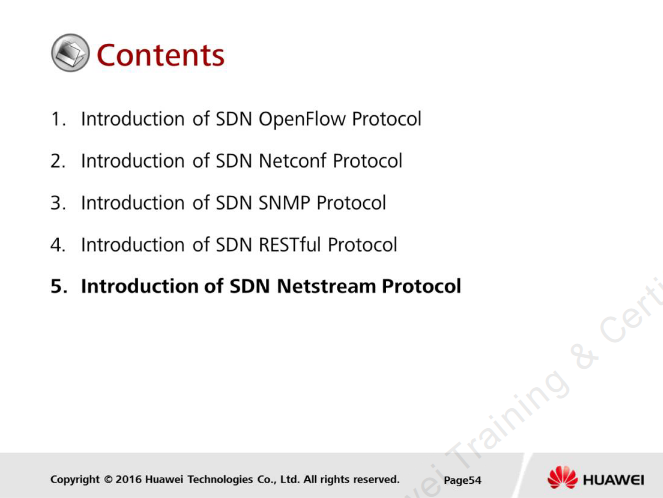 Contents
1. Introduction of SDN OpenFlow Protocol
2. Introduction of SDN Netconf Protocol
3. Introduction of SDN SNMP Protocol
4. Introduction of SDN RESTful Protocol
5. Introduction of SDN Netstream Protocol
Training &
Copyright © 2016 Huawei Technologies Co., Ltd. All rights reserved.
Page54
HUAWEI